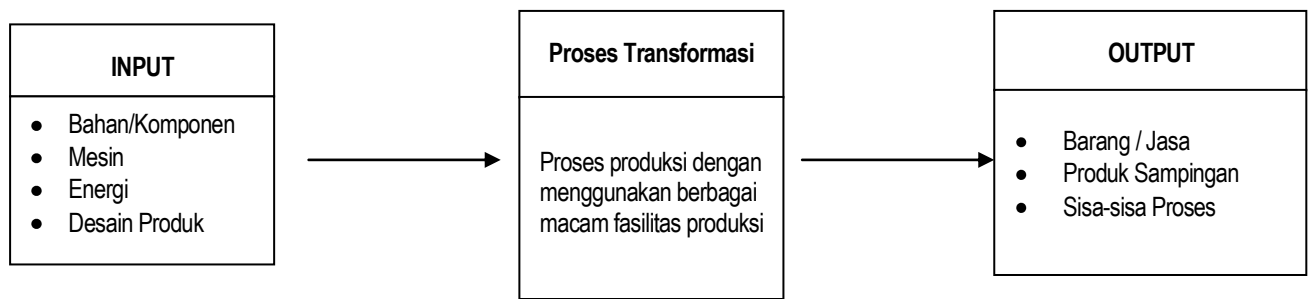 INPUT
● Bahan/Komponen
● Mesin
● Energi
● Desain Produk
Proses Transformasi
Proses produksi dengan
menggunakan berbagai
macam fasilitas produksi
OUTPUT
● Barang / Jasa
● Produk Sampingan
● Sisa-sisa Proses